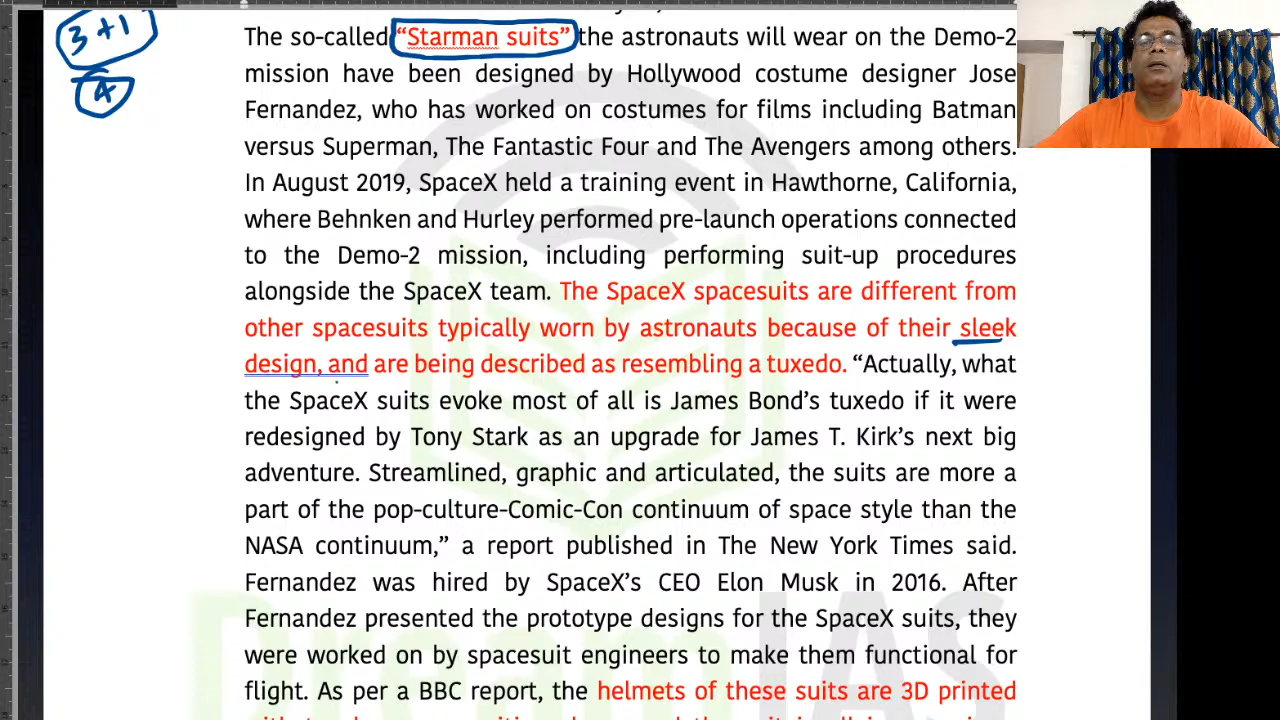 3+1
4
The so-called “Starman suits” the astronauts will wear on the Demo-2
mission have been designed by Hollywood costume designer Jose
Fernandez, who has worked on costumes for films including Batman
versus Superman, The Fantastic Four and The Avengers among others.
In August 2019, SpaceX held a training event in Hawthorne, California,
where Behnken and Hurley performed pre-launch operations connected
to the Demo-2 mission, including performing suit-up procedures
alongside the SpaceX team. The SpaceX spacesuits are different from
other spacesuits typically worn by astronauts because of their sleek
design, and are being described as resembling a tuxedo. “Actually, what
the SpaceX suits evoke most of all is James Bond’s tuxedo if it were
redesigned by Tony Stark as an upgrade for James T. Kirk’s next big
adventure. Streamlined, graphic and articulated, the suits are more a
part of the pop-culture-Comic-Con continuum of space style than the
NASA continuum,” a report published in The New York Times said.
Fernandez was hired by SpaceX’s CEO Elon Musk in 2016. After
Fernandez presented the prototype designs for the SpaceX suits, they
were worked on by spacesuit engineers to make them functional for
flight. As per a BBC report, the helmets of these suits are 3D printed